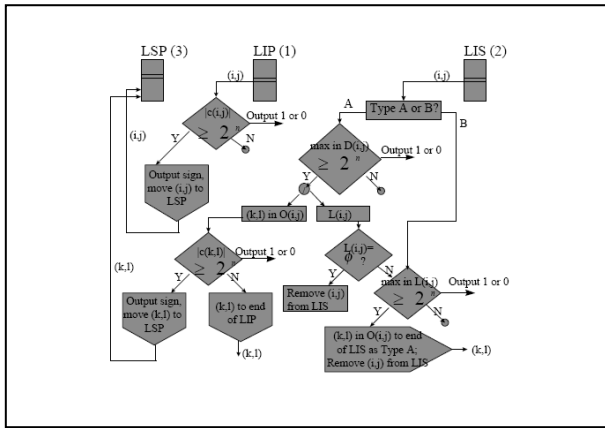 LSP (3)
LIP (1)
LIS (2)
(i,j)
(i,j)
A
Type A or B?
B
|c(i,j)|
≥ 2 n
Output 1 or 0
Y
N
(i,j)
max in D(i,j)
≥ 2 n
Output 1 or 0
Y
N
Output sign,
move (i,j) to
LSP
(k,l) in O(i,j)
L(i,j)
|c(k,l)|
≥ 2 n
Output 1 or 0
Y
N
L(i,j)=
ϕ
?
Y
N
(k,l)
max in L(i,j)
≥ 2 n
Output 1 or 0
Y
N
Output sign,
move (k,l) to
LSP
(k,l) to end
of LIP
Remove (i,j)
from LIS
(k,l) in O(i,j) to end
of LIS as Type A;
Remove (i,j) from LIS
(k,l)
(k,l)